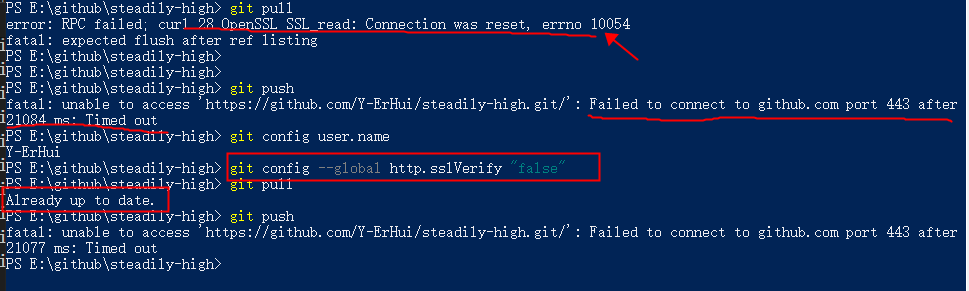 PS E:\github\steadily-high> git pull
error: RPC failed; curl 28 OpenSSL SSL_read: Connection was reset, errno 10054
fatal: expected flush after ref listing
PS E:\github\steadily-high>
PS E:\github\steadily-high>
PS E:\github\steadily-high> git push
fatal: unable to access 'https://github.com/Y-ErHui/steadily-high.git/': Failed to connect to github.com port 443 after
21084 ms: Timed out
PS E:\github\steadily-high> git config user.name
Y-ErHui
PS E:\github\steadily-high> git config --global http.sslVerify "false"
PS E:\github\steadily-high> git pull
Already up to date.
PS E:\github\steadily-high> git push
fatal: unable to access 'https://github.com/Y-ErHui/steadily-high.git/': Failed to connect to github.com port 443 after
21077 ms: Timed out
PS E:\github\steadily-high>